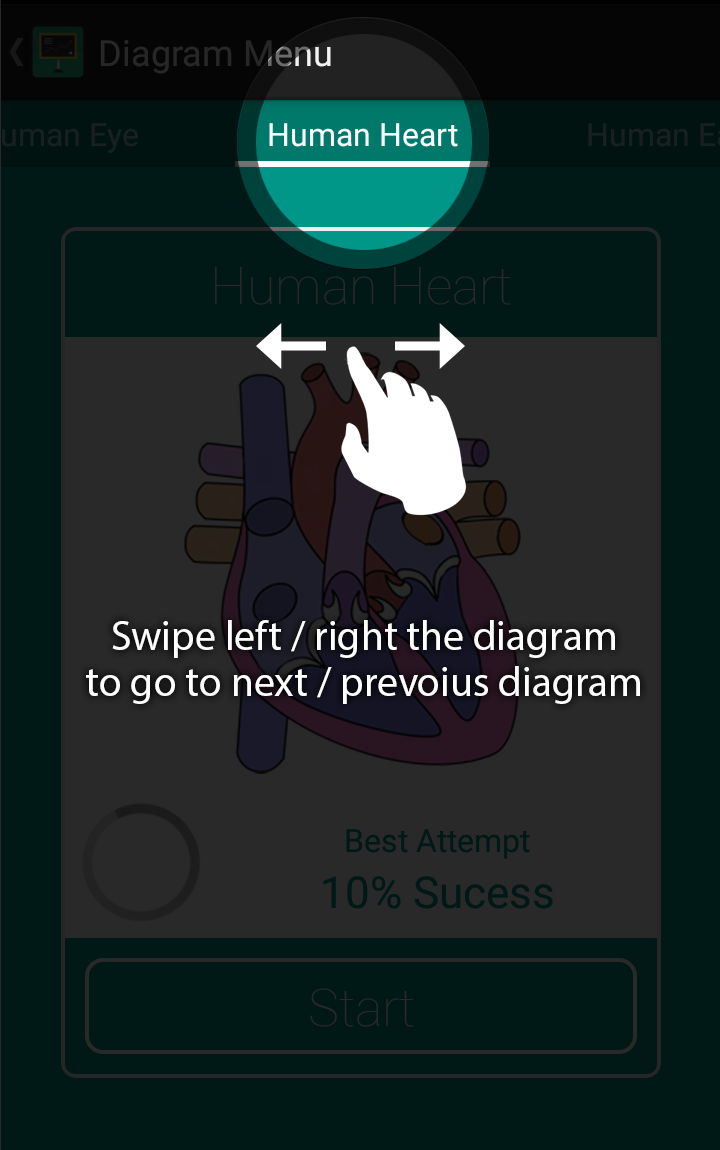 Diagram Menu
uman Eye
Human Heart
Human Ea
Human Heart
Swipe left / right the diagram
to go to next / prevoius diagram
Best Attempt
10% Sucess
Start